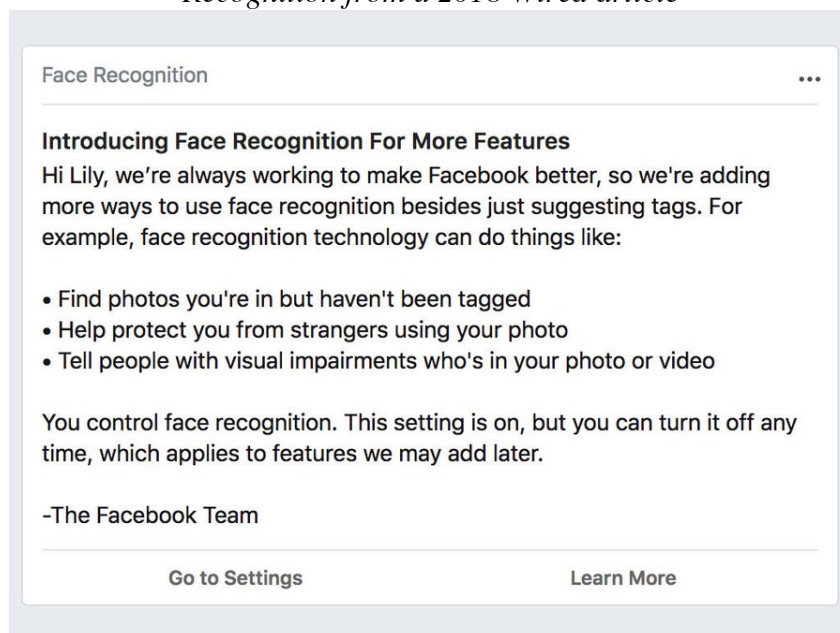 Recognition from a 2018 Wired article
Face Recognition
Introducing Face Recognition For More Features
Hi Lily, we’re always working to make Facebook better, so we're adding
more ways to use face recognition besides just suggesting tags. For
example, face recognition technology can do things like:
• Find photos you're in but haven't been tagged
• Help protect you from strangers using your photo
• Tell people with visual impairments who's in your photo or video
You control face recognition. This setting is on, but you can turn it off any
time, which applies to features we may add later.
-The Facebook Team
Go to Settings
Learn More